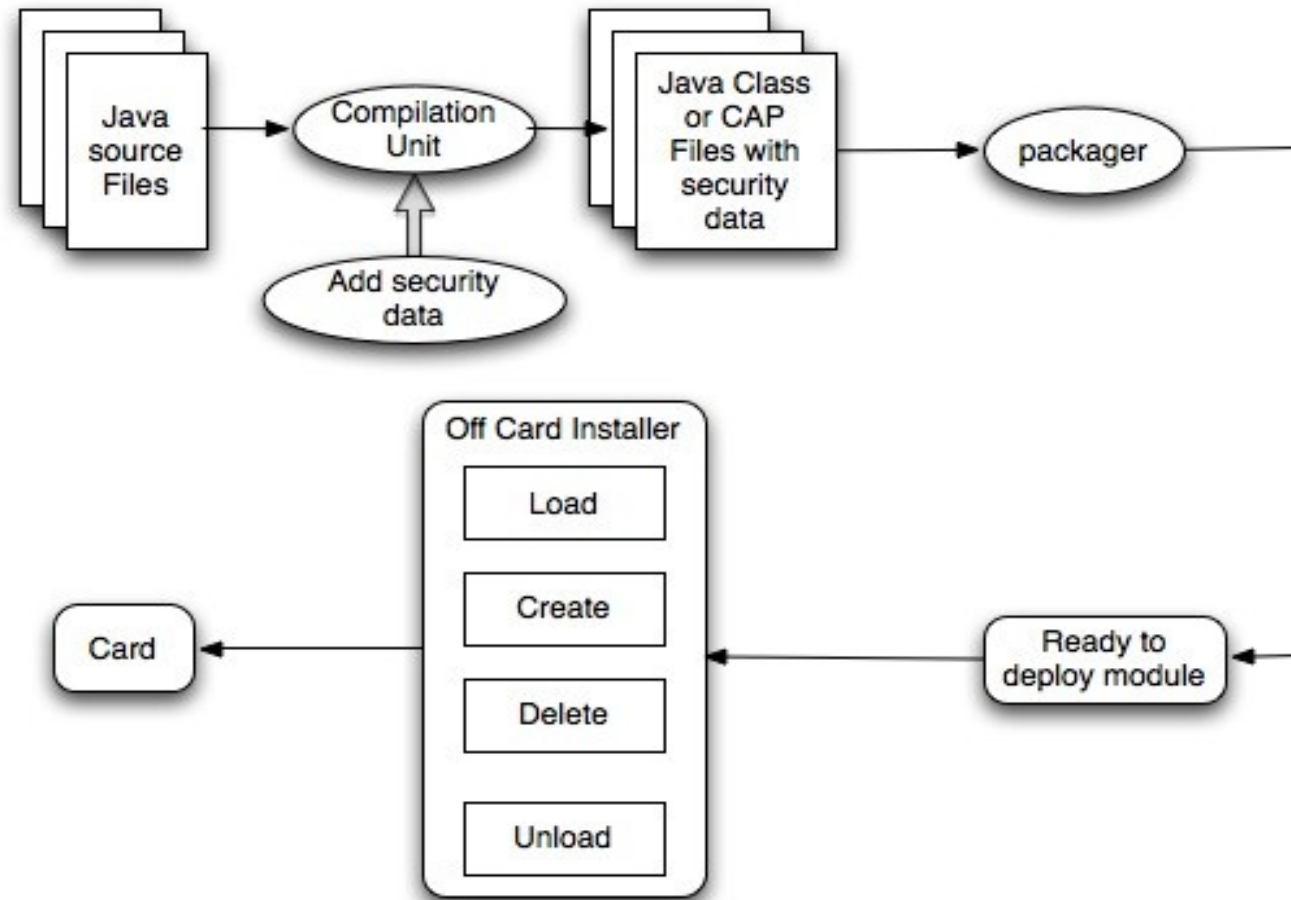 Java
source
Files
Compilation
Unit
Java Class
or CAP
Files with
security
data
packager
Add security
data
Off Card Installer
Load
Create
Delete
Unload
Card
Ready to
deploy module